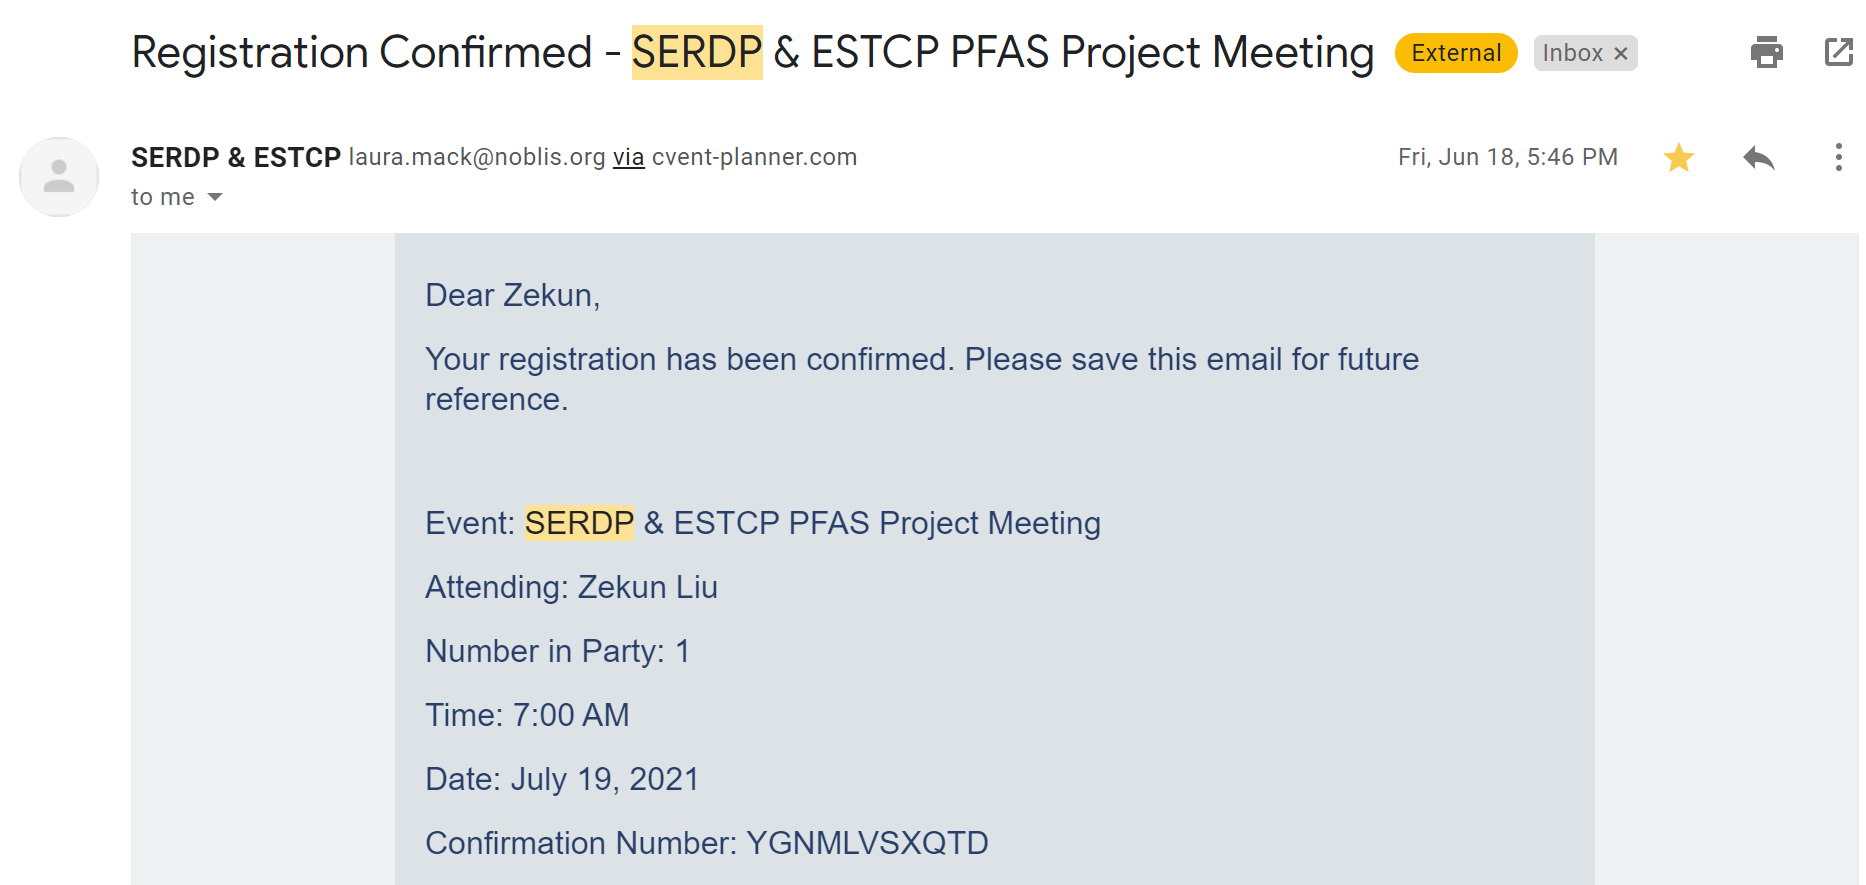 Registration Confirmed - SERDP & ESTCP PFAS Project Meeting External Inbox ×
SERDP & ESTCP laura.mack@noblis.org via cvent-planner.com Fri, Jun 18, 5:46 PM
to me
Dear Zekun,
Your registration has been confirmed. Please save this email for future
reference.
Event: SERDP & ESTCP PFAS Project Meeting
Attending: Zekun Liu
Number in Party: 1
Time: 7:00 AM
Date: July 19, 2021
Confirmation Number: YGNMLVSXQTD